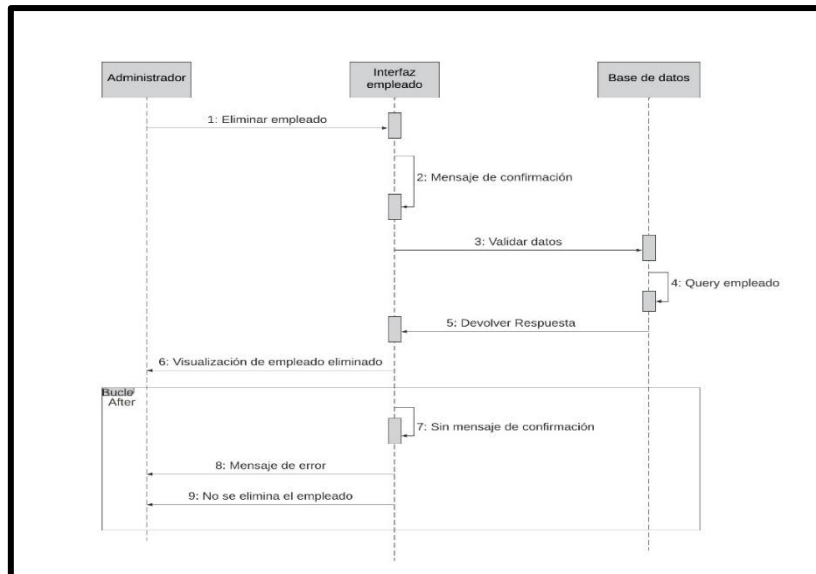 Administrador
Interfaz
empleado
Base de datos
1: Eliminar empleado
2: Mensaje de confirmación
3: Validar datos
4: Query empleado
5: Devolver Respuesta
6: Visualización de empleado eliminado
Bucle
After
7: Sin mensaje de confirmación
8: Mensaje de error
9: No se elimina el empleado